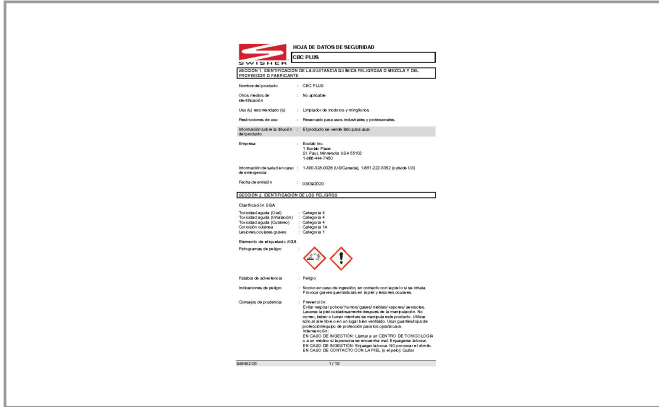 SWISHER
HOJA DE DATOS DE SEGURIDAD
CBC PLUS
SECCIÓN 1. IDENTIFICACIÓN DE LA SUSTANCIA QUÍMICA PELIGROSA O MEZCLA Y DEL
PROVEEDOR O FABRICANTE
Nombre del producto : CBC PLUS
Otros medios de : No aplicable
identificación
Uso(s) recomendado(s) : Limpiador de inodoros y mingitorios
Restricciones de uso : Reservado para usos industriales y profesionales.
Información sobre la dilución : El producto se vende listo para usar.
del producto
Empresa : Ecolab Inc.
1 Ecolab Place
St. Paul, Minnesota USA 55102
1-866-444-7450
Información de salud en caso : 1-800-328-0026 (US/Canada), 1-651-222-5352 (outside US)
de emergencia
Fecha de emisión :
SECCIÓN 2. IDENTIFICACIÓN DE LOS PELIGROS
Clasificación SGA
Toxicidad aguda (Oral) : Categoría 4
Toxicidad aguda (Inhalación) : Categoría 4
Toxicidad aguda (Cutáneo) : Categoría 4
Corrosión cutánea : Categoría 1A
Lesiones oculares graves : Categoría 1
Elemento de etiquetado SGA
Pictogramas de peligro :
Palabra de advertencia : Peligro
Indicaciones de peligro : Nocivo en caso de ingestión, en contacto con la piel o si se inhala
Provoca graves quemaduras en la piel y lesiones oculares.
Consejos de prudencia : Prevención:
Evitar respirar polvos/humos/gases/nieblas/vapores/aerosoles.
Lavarse la piel cuidadosamente después de la manipulación. No
comer, beber o fumar mientras se manipula este producto. Utilizar
sólo al aire libre o en un lugar bien ventilado. Usar guantes/ropa de
protección/equipo de protección para los ojos/la cara.
Intervención:
EN CASO DE INGESTIÓN: Llamar a un CENTRO DE TOXICOLOGÍA
o a un médico si la persona se encuentra mal. Enjuagarse la boca.
EN CASO DE INGESTIÓN: Enjuagar la boca. NO provocar el vómito.
EN CASO DE CONTACTO CON LA PIEL (o el pelo): Quitar
1 / 10